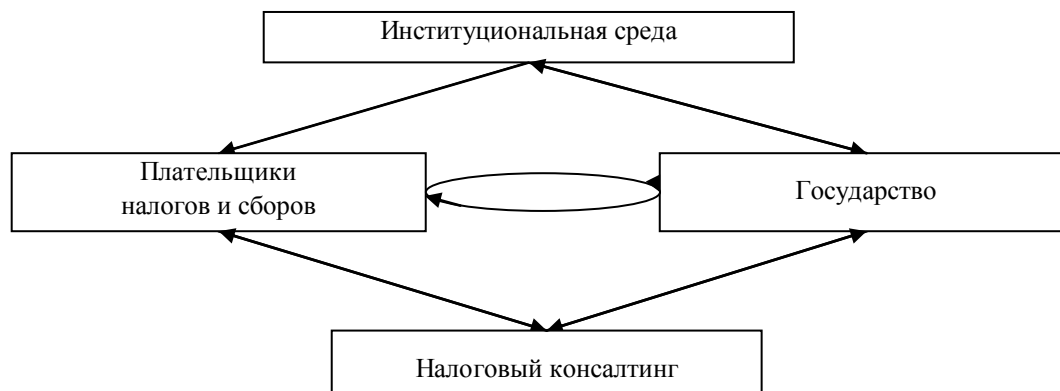 Институциональная среда
Плательщики
налогов и сборов
Государство
Налоговый консалтинг